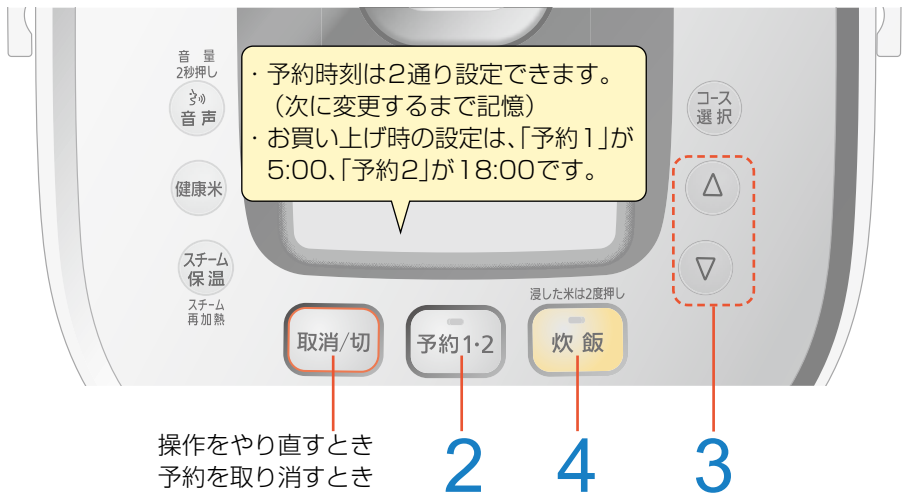 音 量
2秒押し
音 声
健康米
スチーム
保 温
スチーム
再加熱
・予約時刻は2通り設定できます。
（次に変更するまで記憶）
・お買い上げ時の設定は、「予約1」が
5:00、「予約2」が18:00です。
コース
選 択
△
▽
浸した米は2度押し
取消/切
予約1・2
炊 飯
操作をやり直すとき
予約を取り消すとき
2
4
3